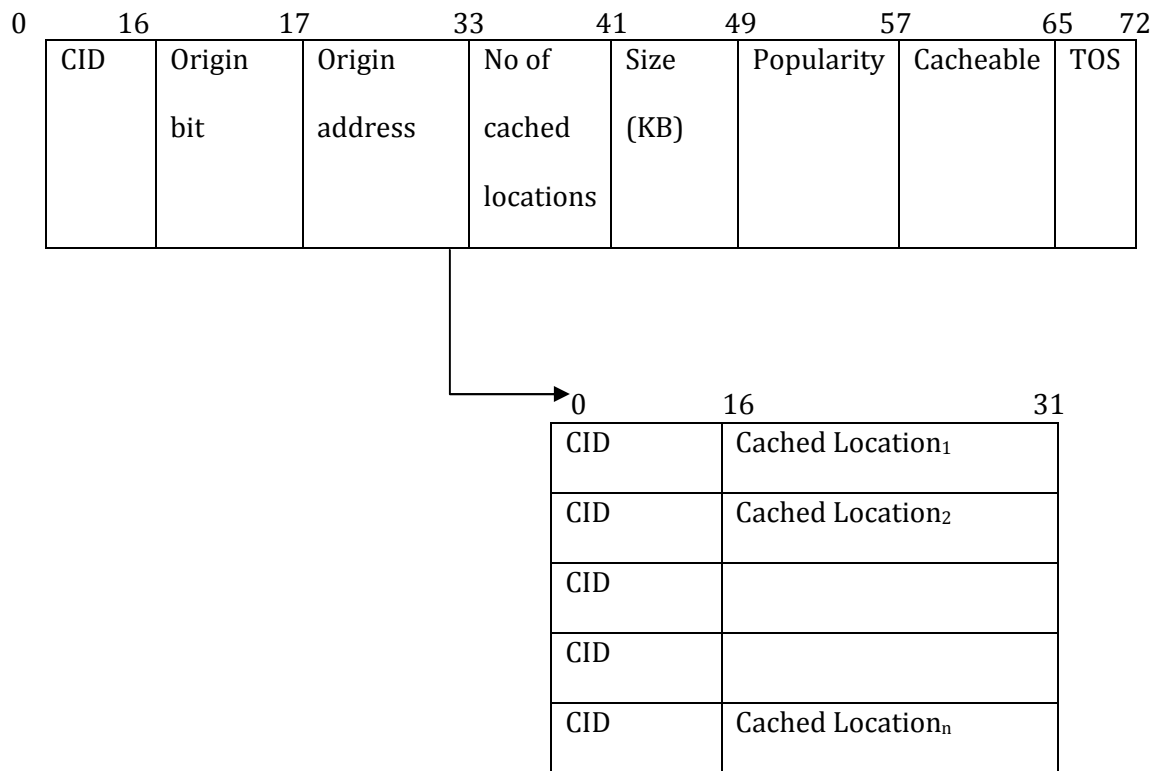 0 16 17 33 41 49 57 65 72
CID Origin Origin No of Size Popularity Cacheable TOS
bit address cached (KB)
locations
0 16 31
CID Cached Location₁
CID Cached Location₂
CID
CID
CID Cached Locationₙ